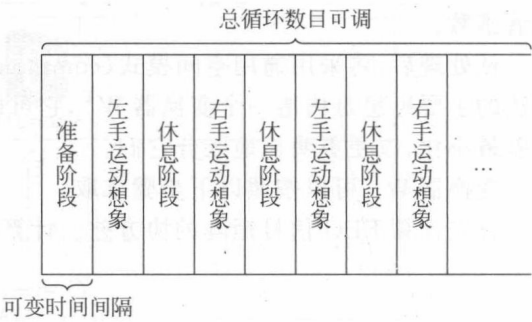 总循环数目可调
准备阶段
左手运动想象
休息阶段
右手运动想象
休息阶段
左手运动想象
休息阶段
右手运动想象
…
可变时间间隔